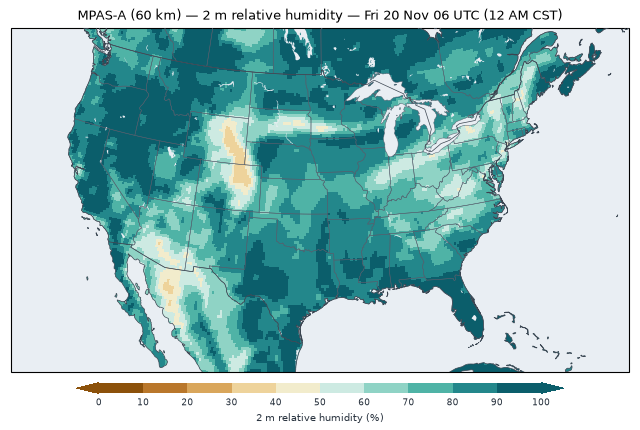 MPAS-A (60 km) — 2 m relative humidity — Fri 20 Nov 06 UTC (12 AM CST)
0 10 20 30 40 50 60 70 80 90 100
2 m relative humidity (%)